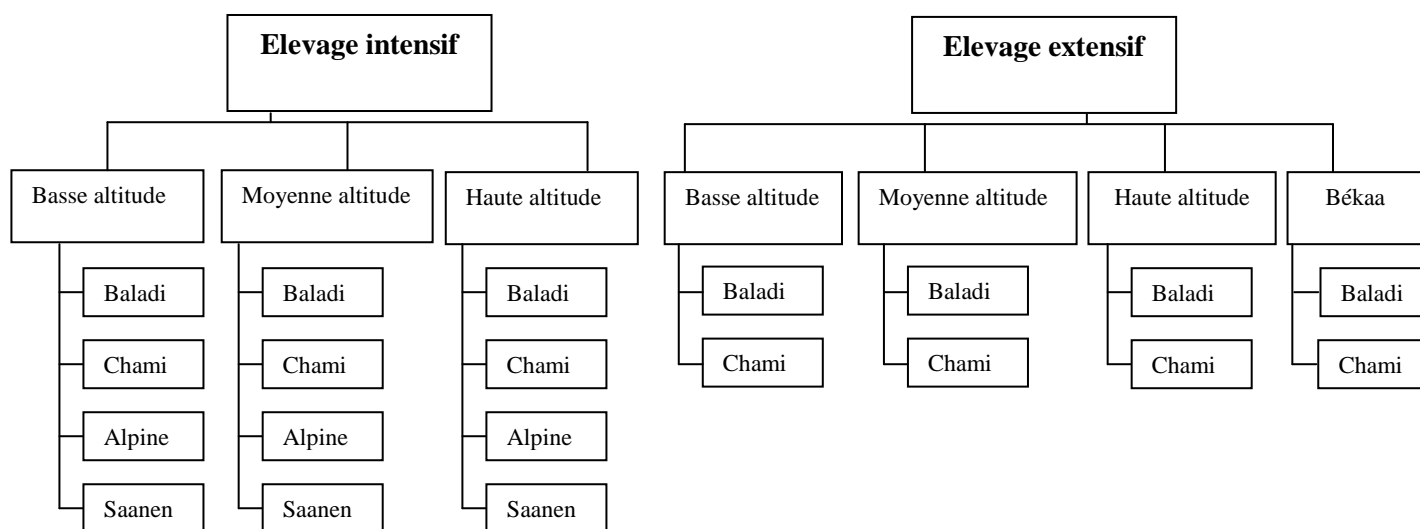 Elevage intensif
Basse altitude
Baladi
Chami
Alpine
Saanen
Moyenne altitude
Baladi
Chami
Alpine
Saanen
Haute altitude
Baladi
Chami
Alpine
Saanen
Elevage extensif
Basse altitude
Baladi
Chami
Moyenne altitude
Baladi
Chami
Haute altitude
Baladi
Chami
Békaa
Baladi
Chami